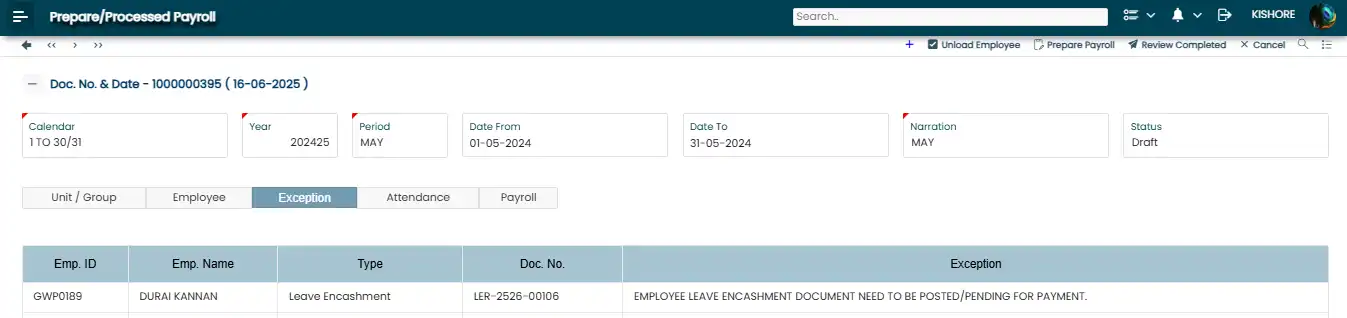 Prepare/Processed Payroll Search.. KISHORE
+ Unload Employee Prepare Payroll Review Completed Cancel
Doc. No. & Date - 1000000395 ( 16-06-2025 )
Calendar Year Period Date From Date To Narration Status
1 TO 30/31 202425 MAY 01-05-2024 31-05-2024 MAY Draft
Unit / Group Employee Exception Attendance Payroll
Emp. ID Emp. Name Type Doc. No. Exception
GWP0189 DURAI KANNAN Leave Encashment LER-2526-00106 EMPLOYEE LEAVE ENCASHMENT DOCUMENT NEED TO BE POSTED/PENDING FOR PAYMENT.